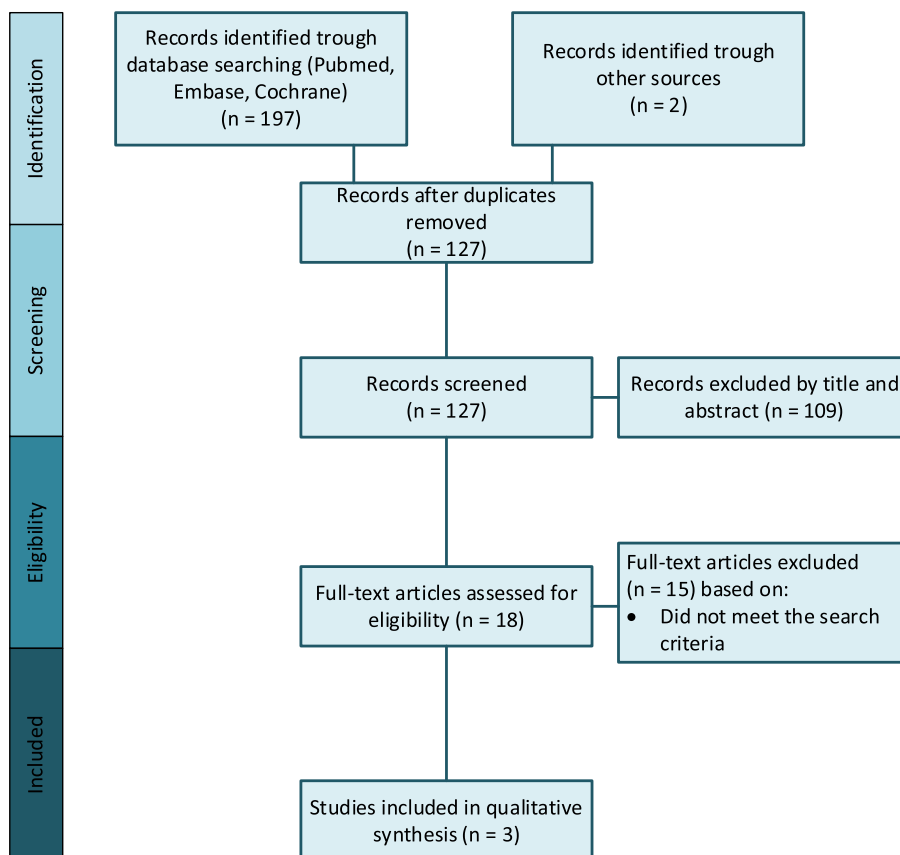 Identification
Records identified trough
database searching (Pubmed,
Embase, Cochrane)
(n = 197)
Records identified trough
other sources
(n = 2)
Records after duplicates
removed
(n = 127)
Screening
Records screened
(n = 127)
Records excluded by title and
abstract (n = 109)
Eligibility
Full-text articles assessed for
eligibility (n = 18)
Full-text articles excluded
(n = 15) based on:
• Did not meet the search
criteria
Included
Studies included in qualitative
synthesis (n = 3)